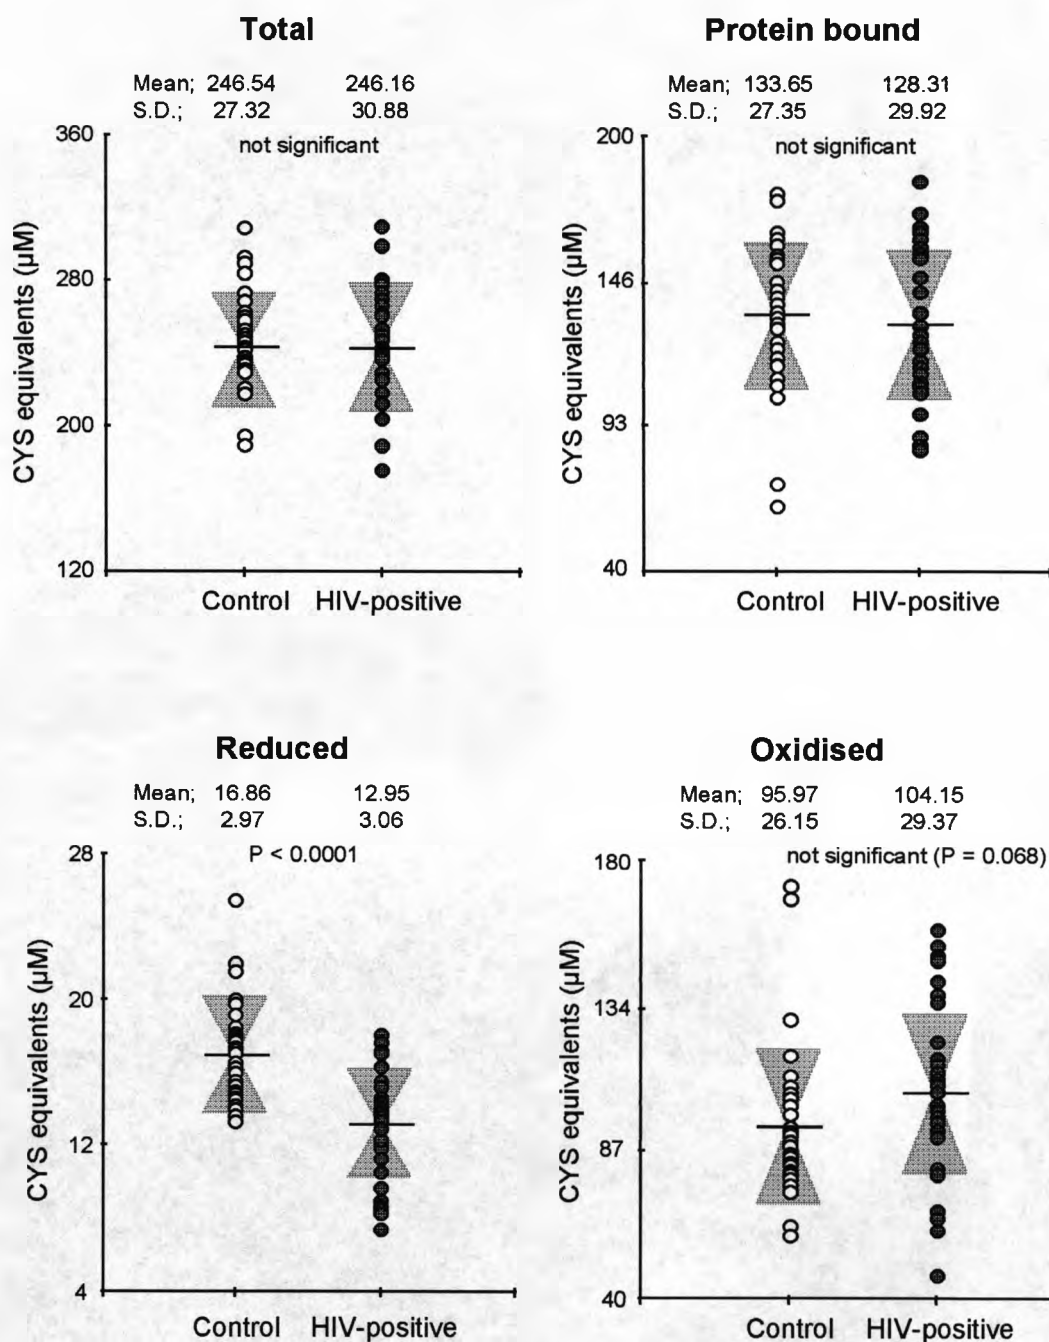 Total
Mean; 246.54 246.16
S.D.; 27.32 30.88
not significant
360
280
200
120
CYS equivalents (µM)
Control HIV-positive
Protein bound
Mean; 133.65 128.31
S.D.; 27.35 29.92
not significant
200
146
93
40
CYS equivalents (µM)
Control HIV-positive
Reduced
Mean; 16.86 12.95
S.D.; 2.97 3.06
P < 0.0001
28
20
12
4
CYS equivalents (µM)
Control HIV-positive
Oxidised
Mean; 95.97 104.15
S.D.; 26.15 29.37
not significant (P = 0.068)
180
134
87
40
CYS equivalents (µM)
Control HIV-positive